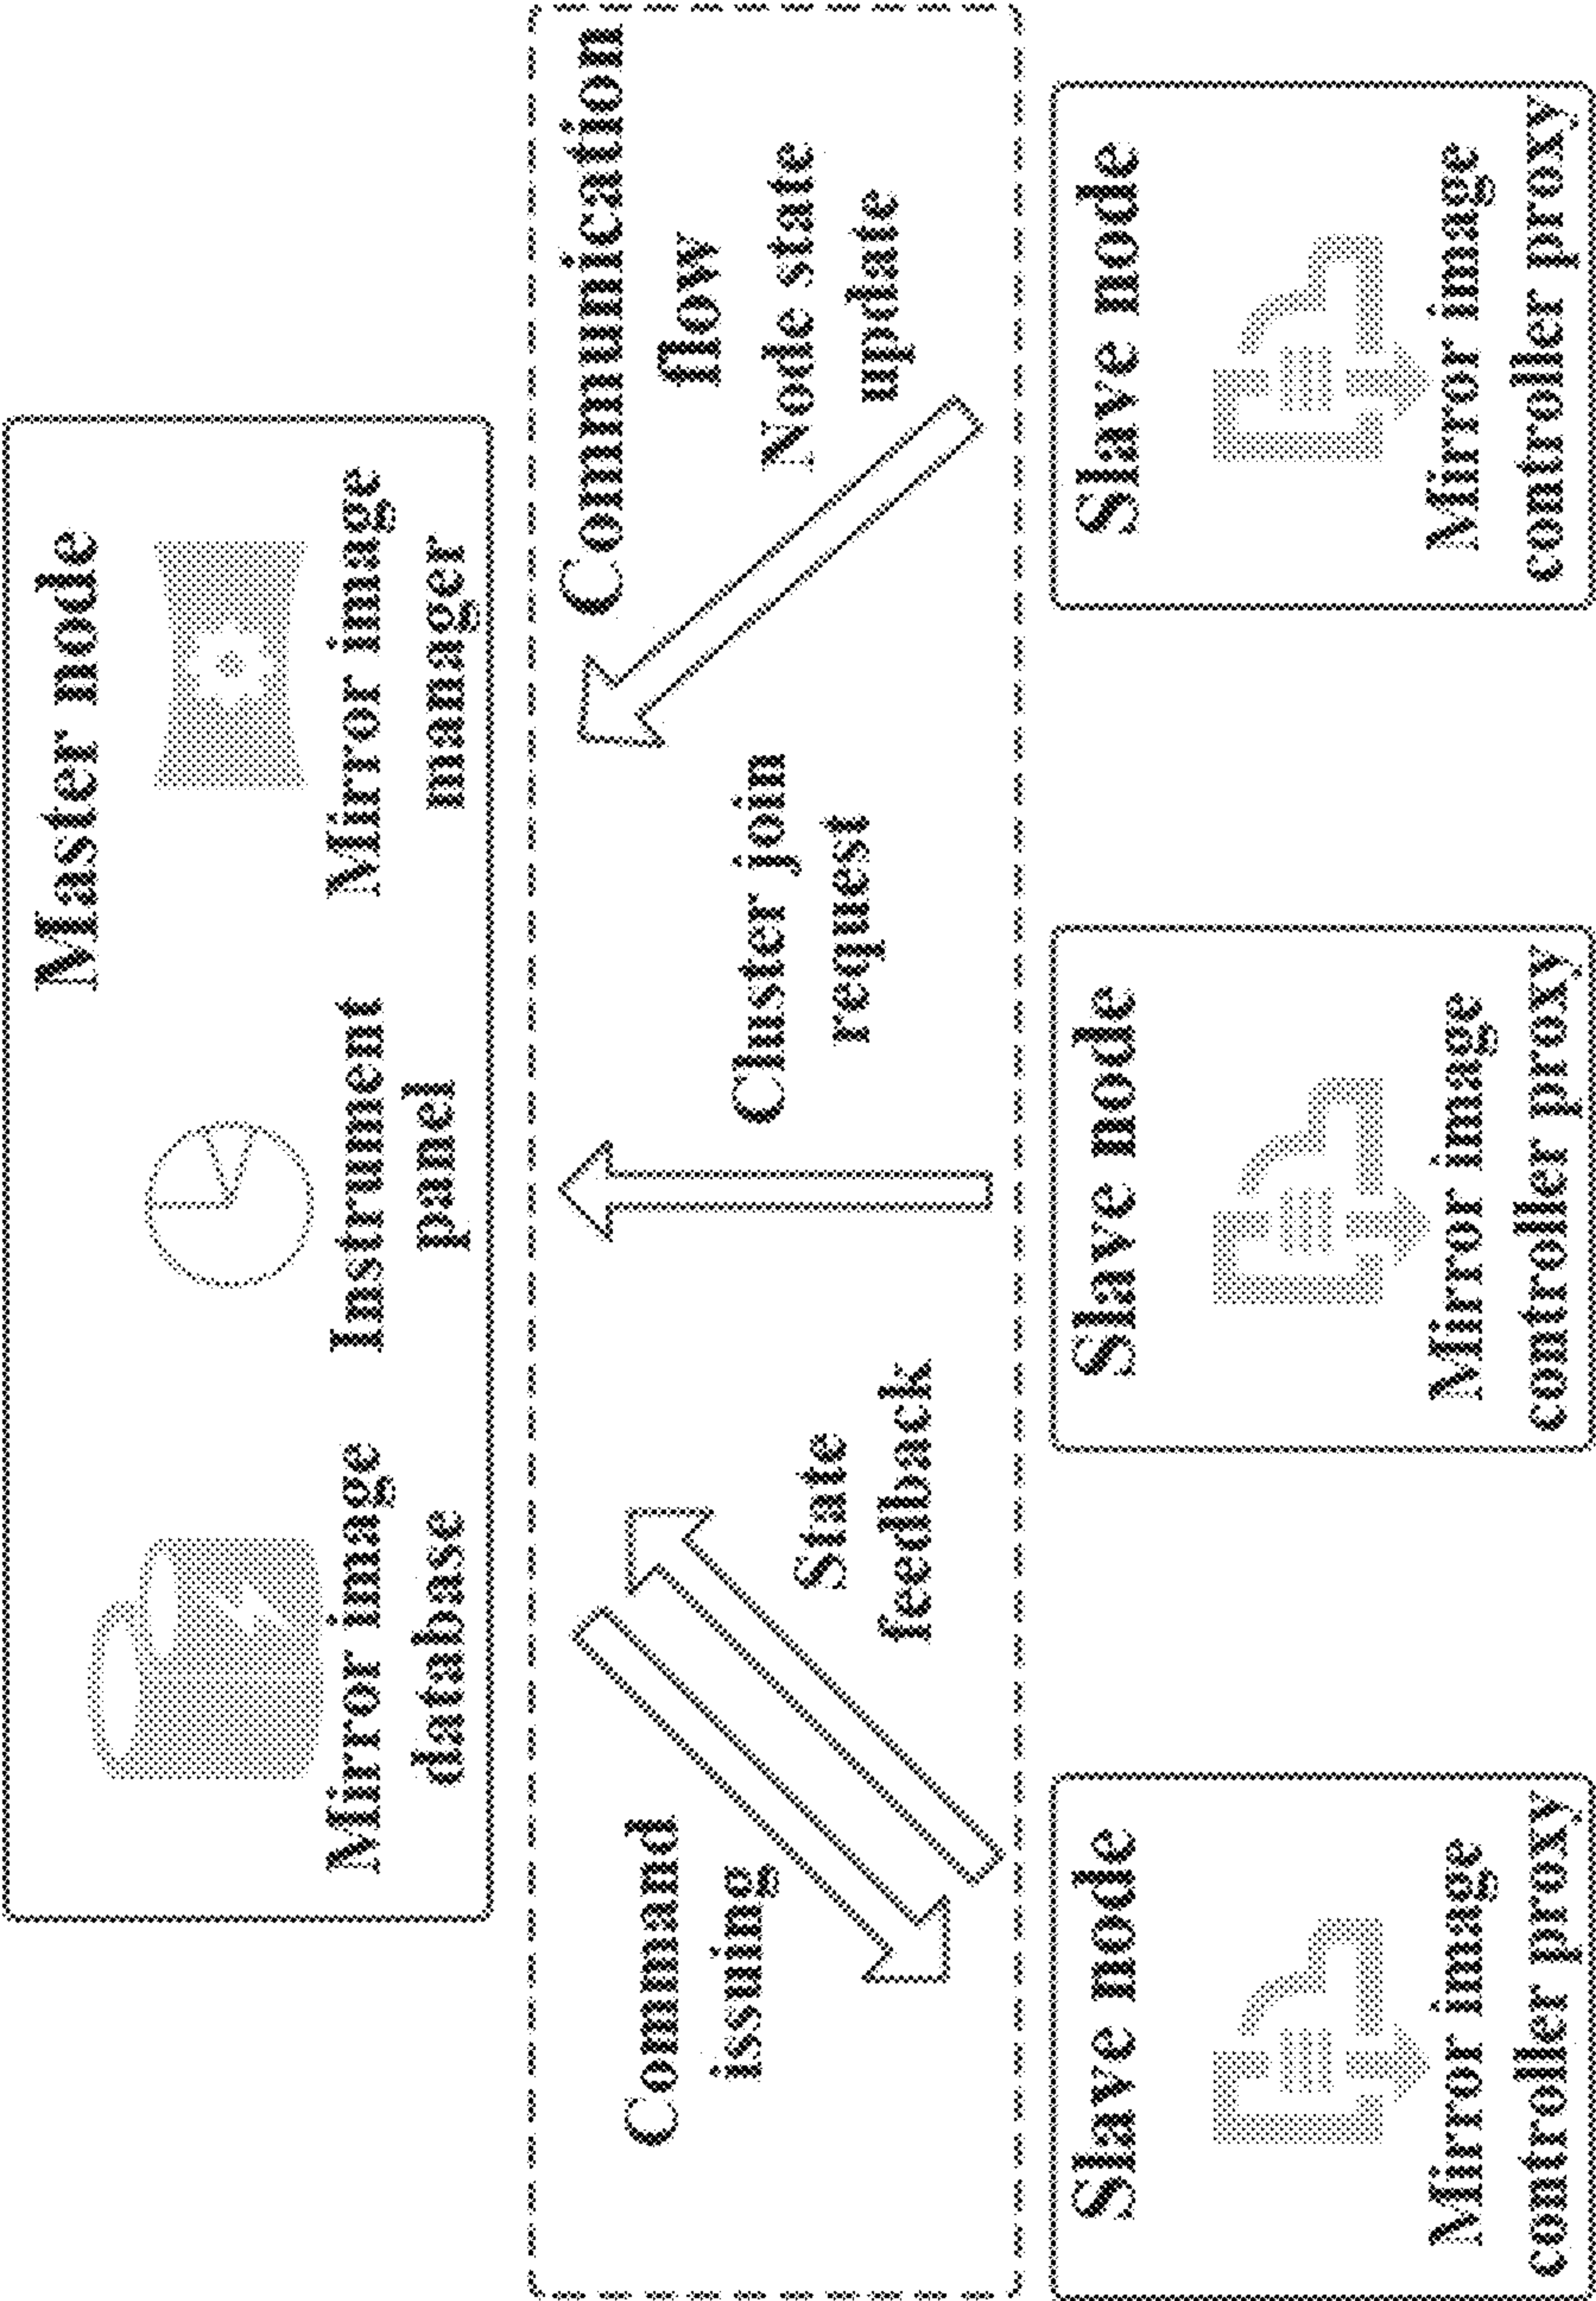 Master node
Mirror image
database
Instrument
panel
Mirror image
manager
Communication
flow
Command
issuing
State
feedback
Cluster join
request
Node state
update
Slave node
Mirror image
controller proxy
Slave node
Mirror image
controller proxy
Slave node
Mirror image
controller proxy